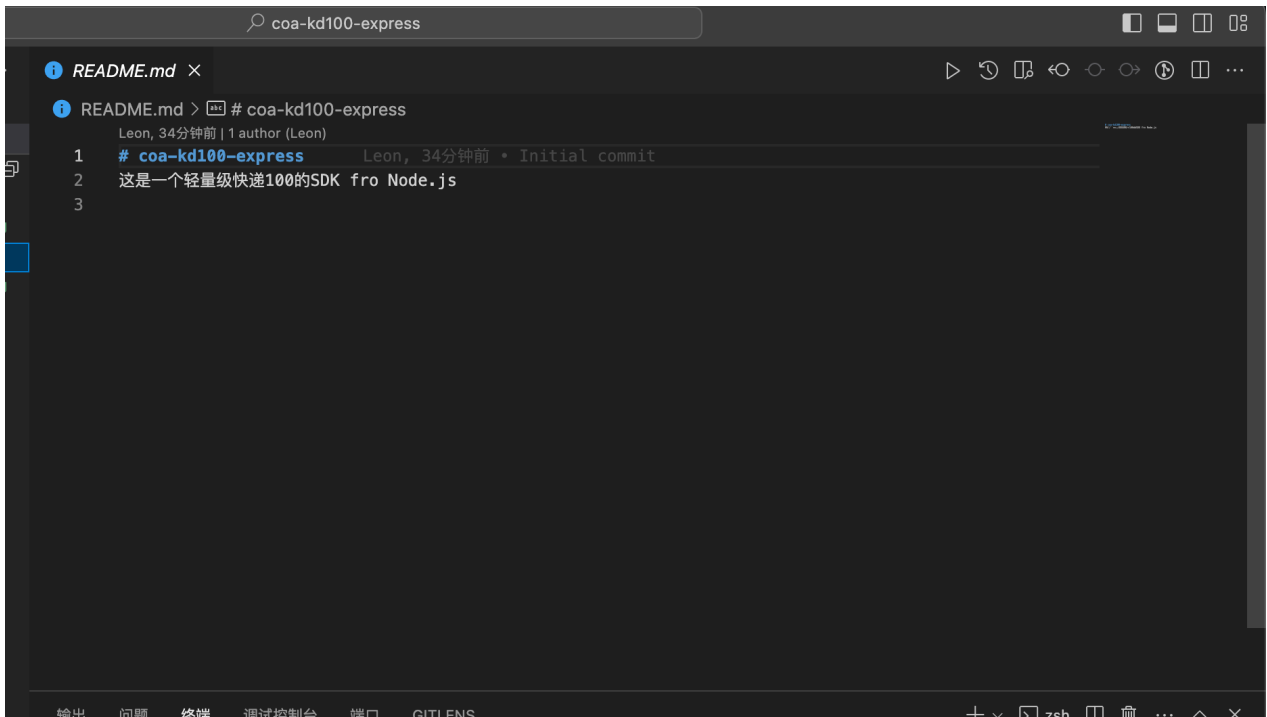 coa-kd100-express
README.md
README.md > # coa-kd100-express
Leon, 34分钟前 | 1 author (Leon)
1 # coa-kd100-express Leon, 34分钟前 • Initial commit
2 这是一个轻量级快递100的SDK fro Node.js
3
输出 问题 终端 调试控制台 端口 GITLENS zsh